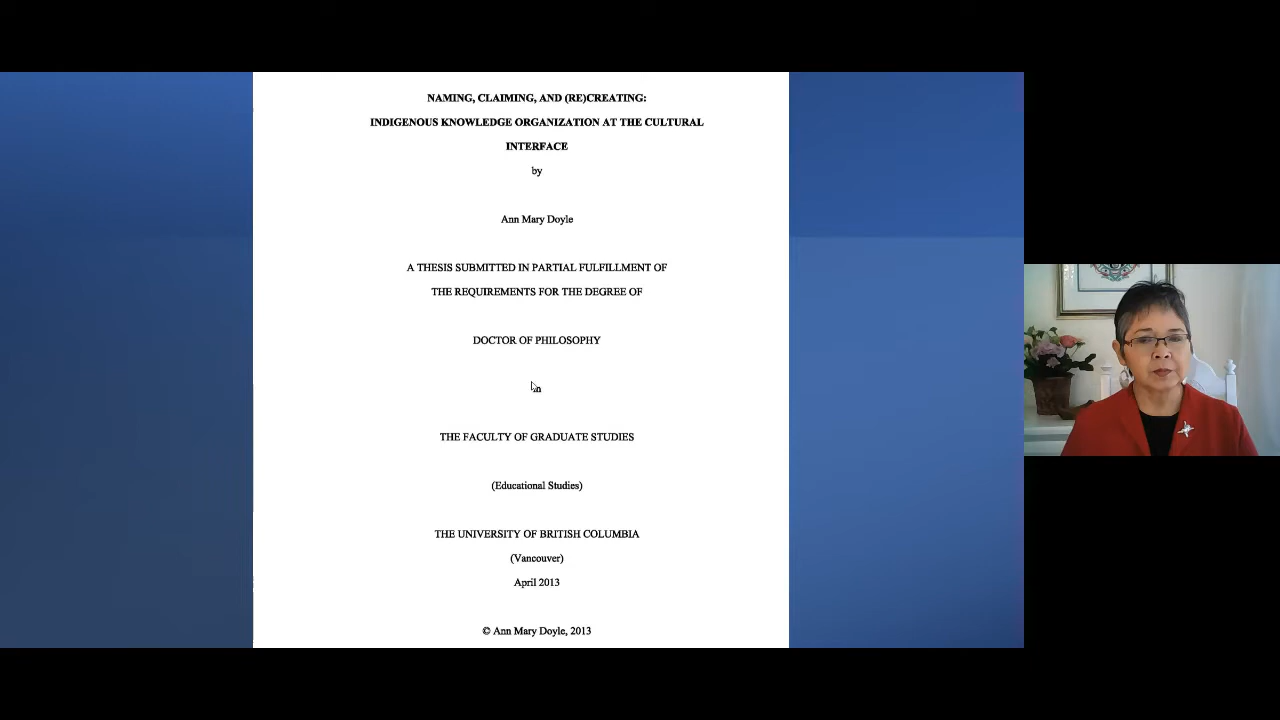 NAMING, CLAIMING, AND (RE)CREATING:
INDIGENOUS KNOWLEDGE ORGANIZATION AT THE CULTURAL
INTERFACE
by
Ann Mary Doyle
A THESIS SUBMITTED IN PARTIAL FULFILLMENT OF
THE REQUIREMENTS FOR THE DEGREE OF
DOCTOR OF PHILOSOPHY
in
THE FACULTY OF GRADUATE STUDIES
(Educational Studies)
THE UNIVERSITY OF BRITISH COLUMBIA
(Vancouver)
April 2013
© Ann Mary Doyle, 2013